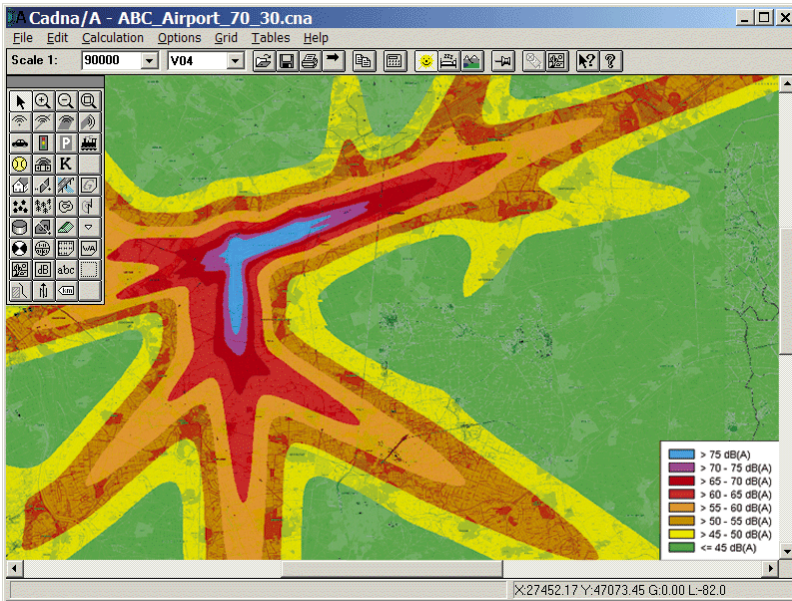 Cadna/A - ABC_Airport_70_30.cna
File Edit Calculation Options Grid Tables Help
Scale 1: 90000 V04
P
K
dB abc
km
> 75 dB(A)
> 70 - 75 dB(A)
> 65 - 70 dB(A)
> 60 - 65 dB(A)
> 55 - 60 dB(A)
> 50 - 55 dB(A)
> 45 - 50 dB(A)
<= 45 dB(A)
X:27452.17 Y:47073.45 G:0.00 L:-82.0